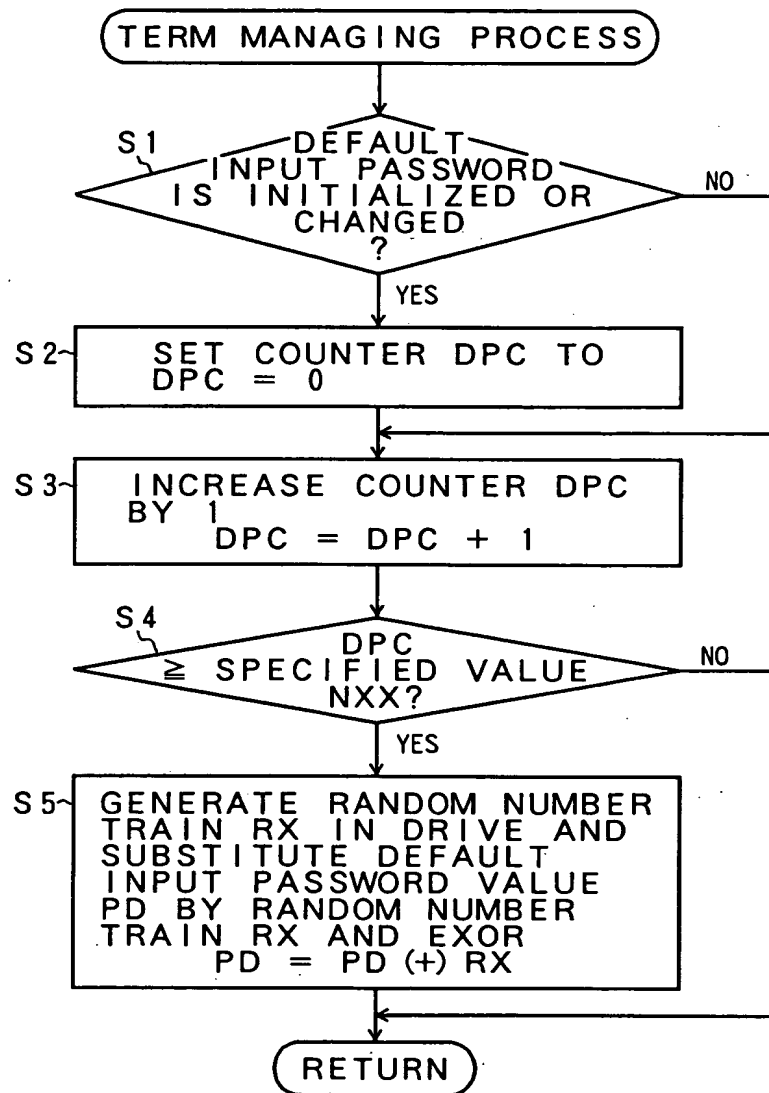 TERM MANAGING PROCESS
S1
DEFAULT
INPUT PASSWORD
IS INITIALIZED OR
CHANGED
?
NO
YES
S2
SET COUNTER DPC TO
DPC = 0
S3
INCREASE COUNTER DPC
BY 1
DPC = DPC + 1
S4
DPC
≧ SPECIFIED VALUE
NXX?
NO
YES
S5
GENERATE RANDOM NUMBER
TRAIN RX IN DRIVE AND
SUBSTITUTE DEFAULT
INPUT PASSWORD VALUE
PD BY RANDOM NUMBER
TRAIN RX AND EXOR
PD = PD (+) RX
RETURN